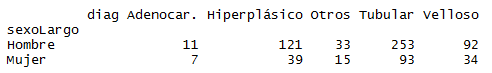 diag Adenocar. Hiperplásico Otros Tubular Velloso
sexoLargo
Hombre 11 121 33 253 92
Mujer 7 39 15 93 34